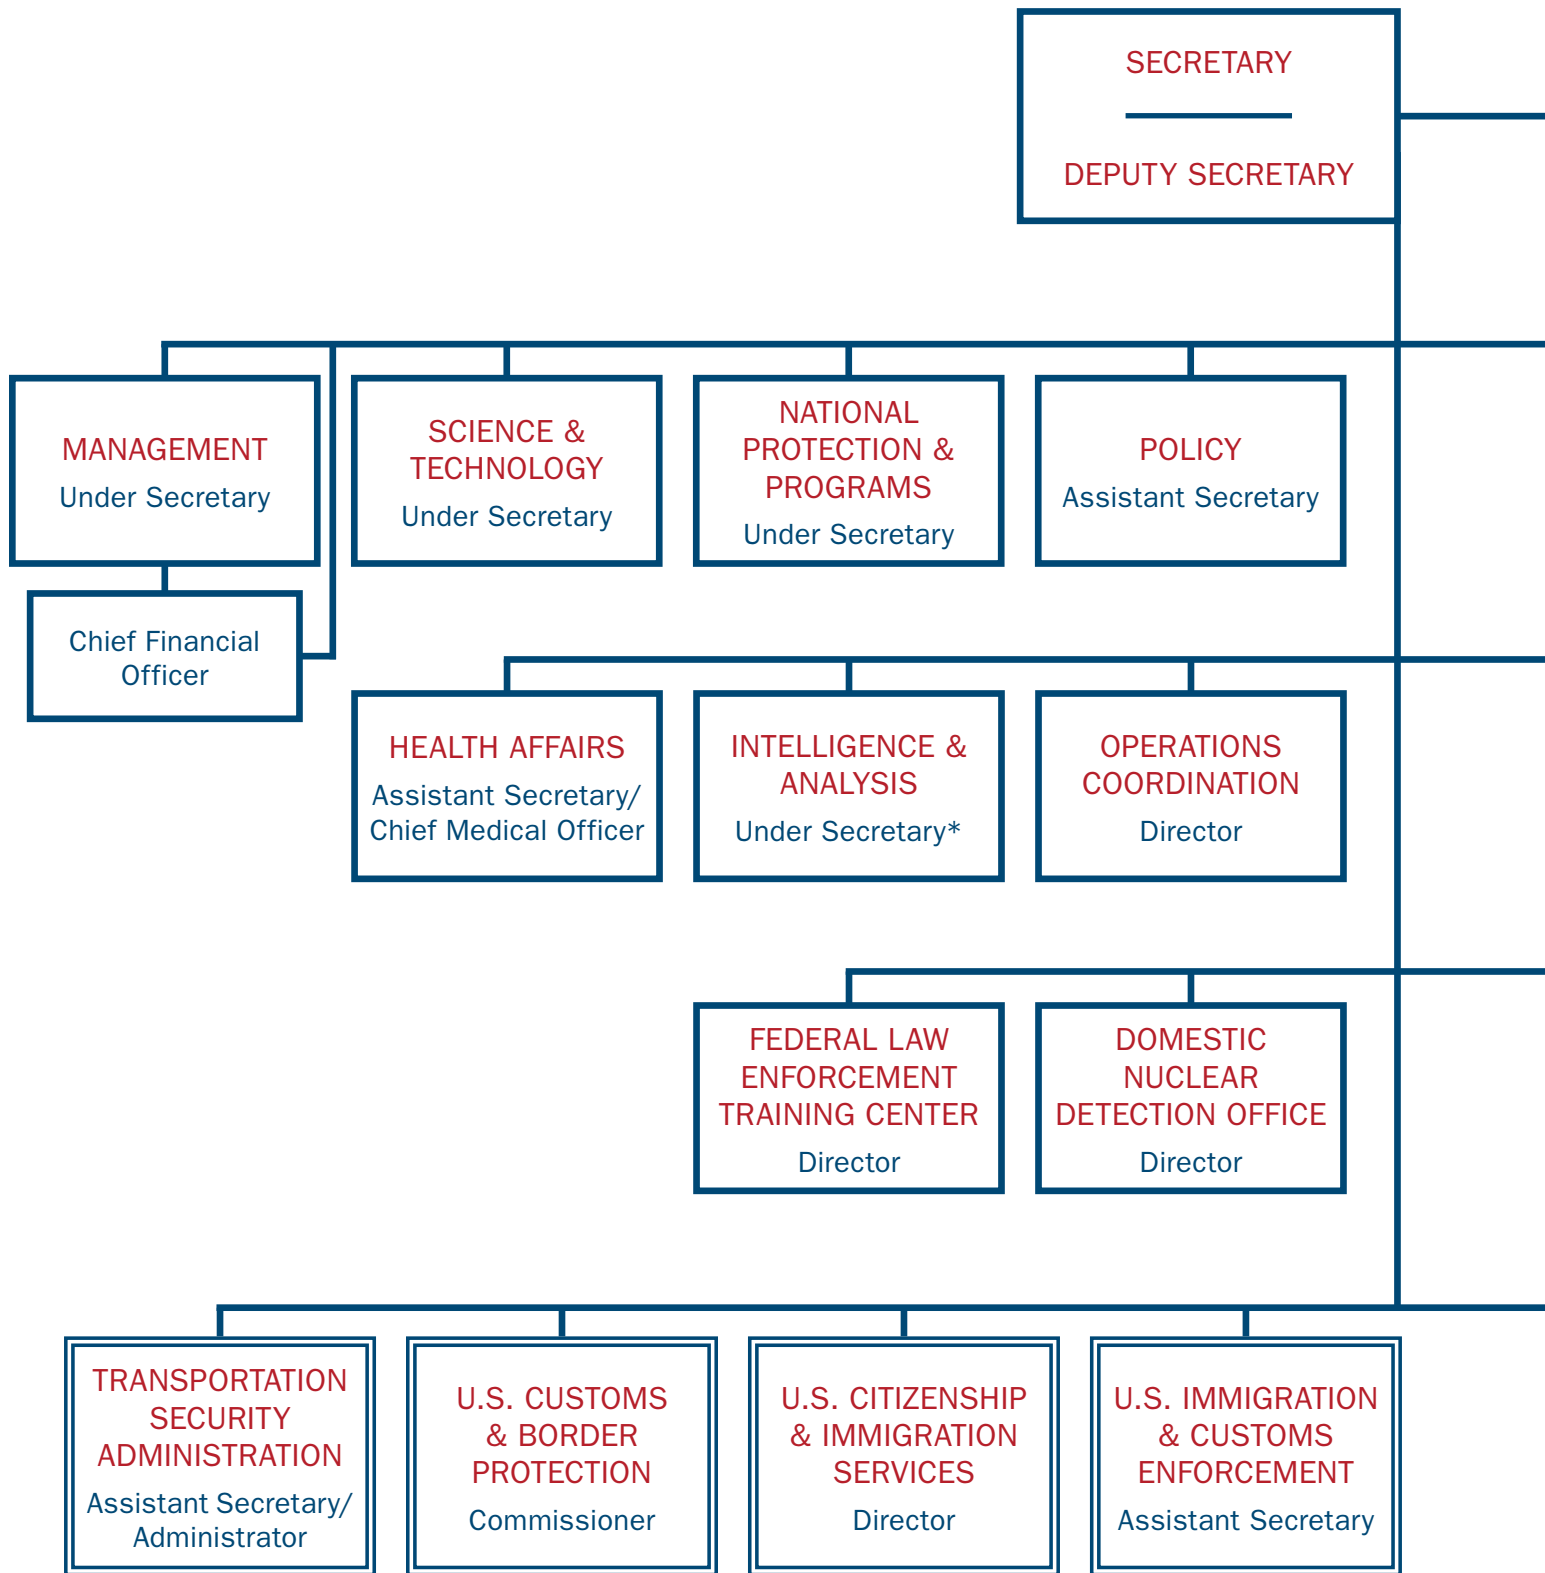 SECRETARY
DEPUTY SECRETARY
MANAGEMENT
Under Secretary
SCIENCE &
TECHNOLOGY
Under Secretary
NATIONAL
PROTECTION &
PROGRAMS
Under Secretary
POLICY
Assistant Secretary
Chief Financial
Officer
HEALTH AFFAIRS
Assistant Secretary/
Chief Medical Officer
INTELLIGENCE &
ANALYSIS
Under Secretary*
OPERATIONS
COORDINATION
Director
FEDERAL LAW
ENFORCEMENT
TRAINING CENTER
Director
DOMESTIC
NUCLEAR
DETECTION OFFICE
Director
TRANSPORTATION
SECURITY
ADMINISTRATION
Assistant Secretary/
Administrator
U.S. CUSTOMS
& BORDER
PROTECTION
Commissioner
U.S. CITIZENSHIP
& IMMIGRATION
SERVICES
Director
U.S. IMMIGRATION
& CUSTOMS
ENFORCEMENT
Assistant Secretary